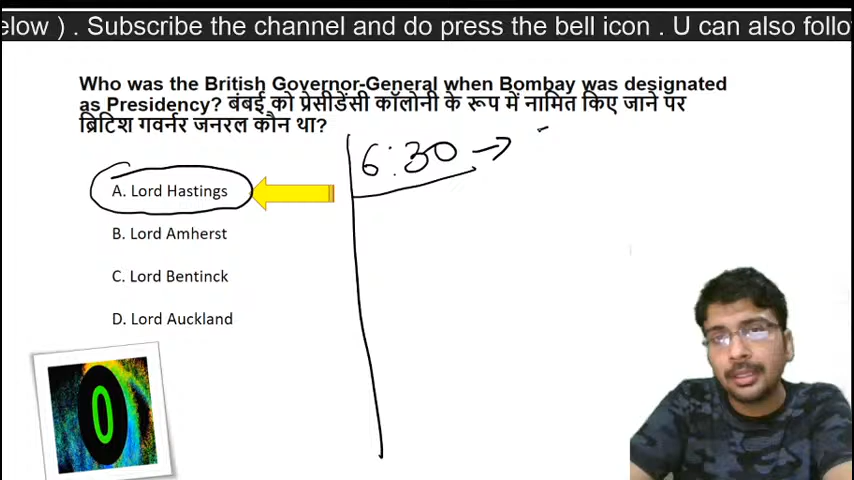 elow ) . Subscribe the channel and do press the bell icon . U can also follo
Who was the British Governor-General when Bombay was designated
as Presidency? बंबई को प्रेसीडेंसी कॉलोनी के रूप में नामित किए जाने पर
ब्रिटिश गवर्नर जनरल कौन था?
6:30 →
A. Lord Hastings
B. Lord Amherst
C. Lord Bentinck
D. Lord Auckland
0